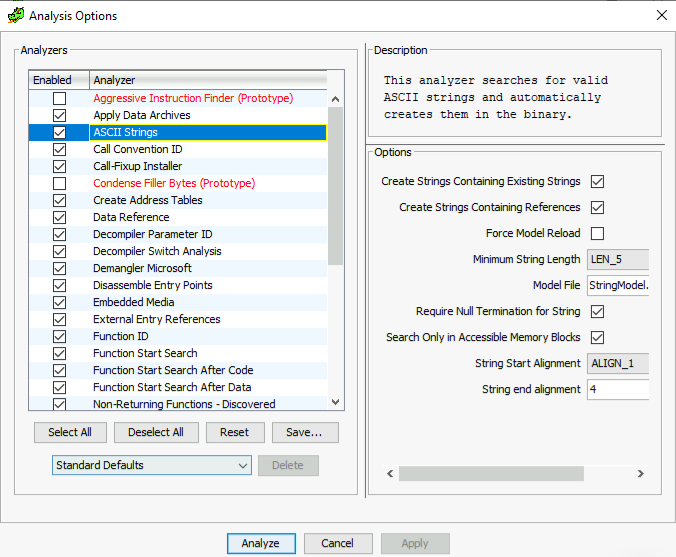 Analysis Options
Analyzers
Enabled Analyzer
Aggressive Instruction Finder (Prototype)
Apply Data Archives
ASCII Strings
Call Convention ID
Call-Fixup Installer
Condense Filler Bytes (Prototype)
Create Address Tables
Data Reference
Decompiler Parameter ID
Decompiler Switch Analysis
Demangler Microsoft
Disassemble Entry Points
Embedded Media
External Entry References
Function ID
Function Start Search
Function Start Search After Code
Function Start Search After Data
Non-Returning Functions - Discovered
Select All Deselect All Reset Save...
Standard Defaults Delete
Description
This analyzer searches for valid
ASCII strings and automatically
creates them in the binary.
Options
Create Strings Containing Existing Strings
Create Strings Containing References
Force Model Reload
Minimum String Length LEN_5
Model File StringModel.
Require Null Termination for String
Search Only in Accessible Memory Blocks
String Start Alignment ALIGN_1
String end alignment 4
Analyze Cancel Apply